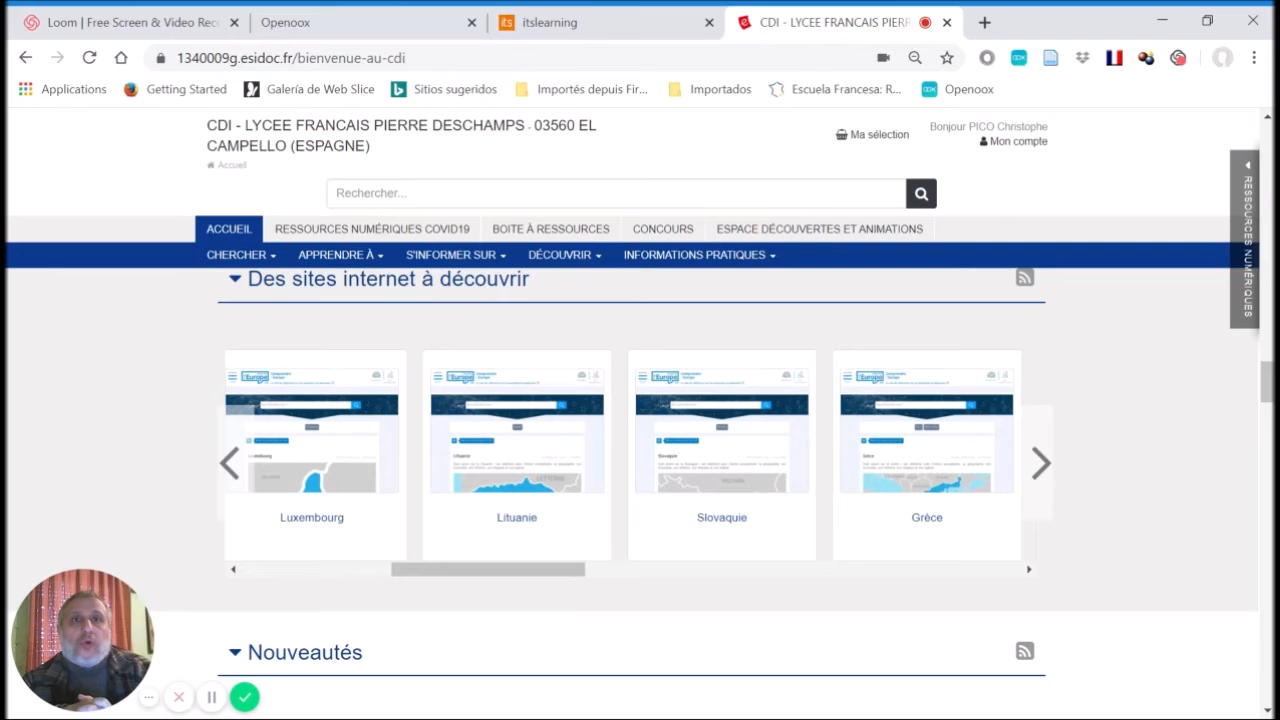 Loom | Free Screen & Video Rec
Openoox
itslearning
CDI - LYCEE FRANCAIS PIERR
1340009g.esidoc.fr/bienvenue-au-cdi
Applications
Getting Started
Galería de Web Slice
Sitios sugeridos
Importés depuis Fir...
Importados
Escuela Francesa: R...
Openoox
CDI - LYCEE FRANCAIS PIERRE DESCHAMPS - 03560 EL
CAMPELLO (ESPAGNE)
Accueil
Ma sélection
Bonjour PICO Christophe
Mon compte
Rechercher...
ACCUEIL
RESSOURCES NUMÉRIQUES COVID19
BOITE À RESSOURCES
CONCOURS
ESPACE DÉCOUVERTES ET ANIMATIONS
CHERCHER
APPRENDRE À
S'INFORMER SUR
DÉCOUVRIR
INFORMATIONS PRATIQUES
RESSOURCES NUMÉRIQUES
Des sites internet à découvrir
Luxembourg
Lituanie
Slovaquie
Grèce
Nouveautés